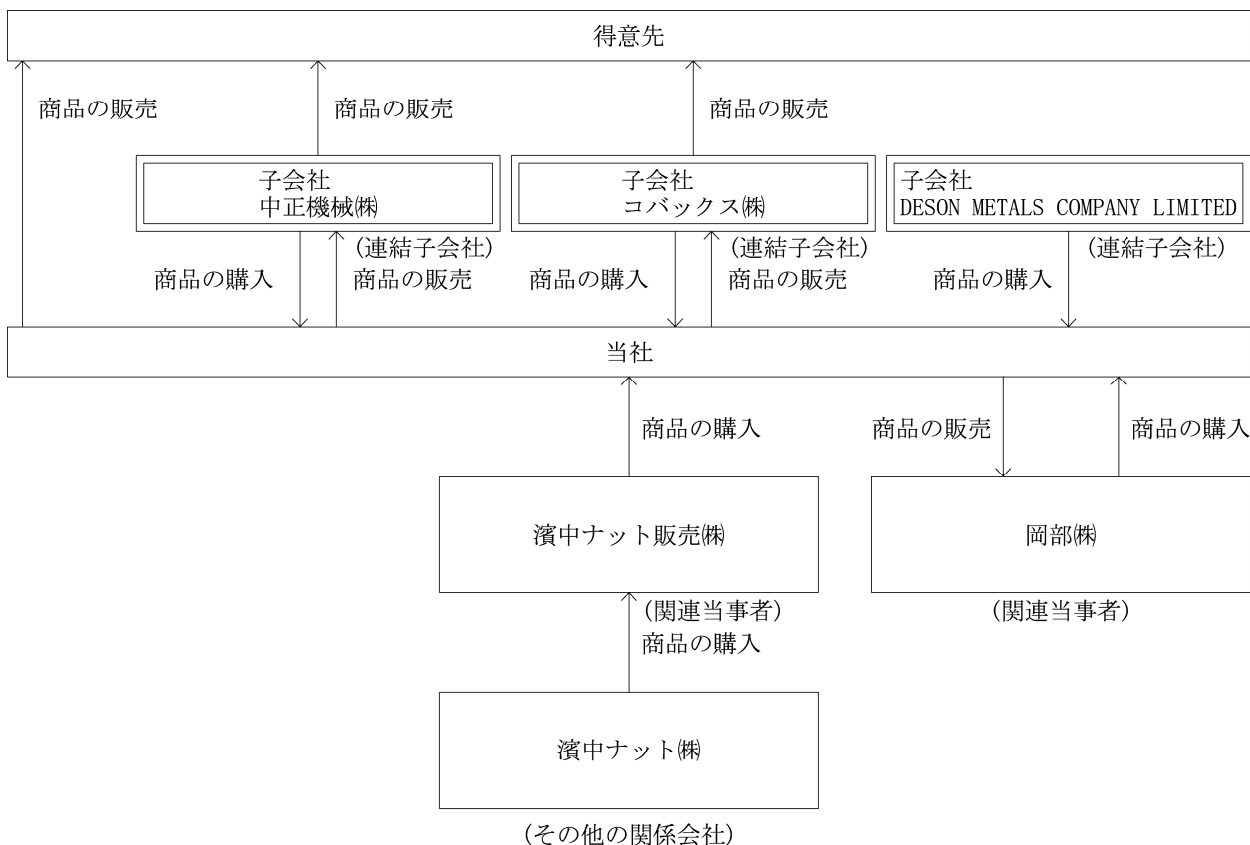 得意先
商品の販売
商品の販売
商品の販売
子会社
中正機械㈱
子会社
コバックス㈱
子会社
DESON METALS COMPANY LIMITED
(連結子会社)
(連結子会社)
(連結子会社)
商品の購入
商品の販売
商品の購入
商品の販売
商品の購入
当社
商品の購入
商品の販売
商品の購入
濱中ナット販売㈱
岡部㈱
(関連当事者)
(関連当事者)
商品の購入
濱中ナット㈱
(その他の関係会社)